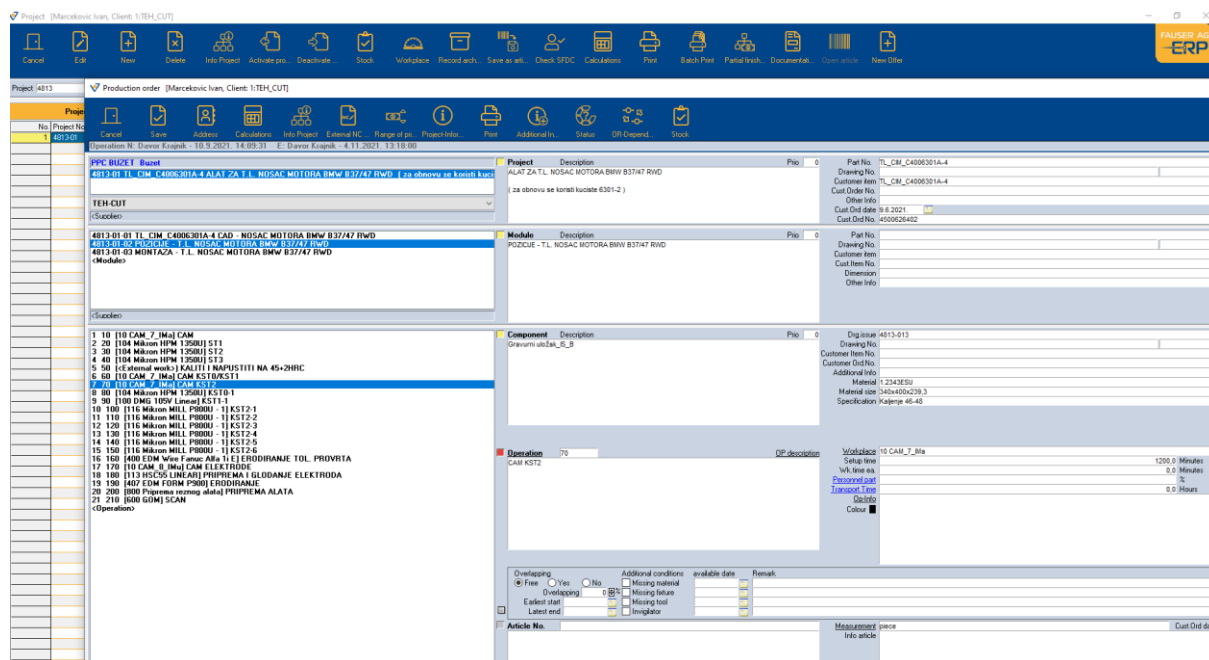 Project [Marcekovic Ivan, Client: 1:TEH_CUT]
Cancel Edit New Delete Info Project Activate pro... Deactivate ... Stock Workplace Record arch... Save as arti... Check SFDC Calculations Print Batch Print Partial finish... Documentati... Open article New Offer
FAUSER AG
ERP
Project 4813
Production order [Marcekovic Ivan, Client: 1:TEH_CUT]
Proje
No. Project No
1 4813-01
Cancel Save Address Calculations Info Project External NC ... Range of pri... Project-Infor... Print Additional In... Status OR-Depend... Stock
Operation N: Davor Krajnik - 10.9.2021. 14:09:31 E: Davor Krajnik - 4.11.2021. 13:18:00
PPC BUZET Buzet
4813-01 TL_CIM_C4006301A-4 ALAT ZA T.L. NOSAC MOTORA BMW B37/47 RWD ( za obnovu se koristi kuciš
TEH-CUT
<Supplier>
Project Description Prio 0
ALAT ZA T.L. NOSAC MOTORA BMW B37/47 RWD
( za obnovu se koristi kuciste 6301-2 )
Part No. TL_CIM_C4006301A-4
Drawing No.
Customer item TL_CIM_C4006301A-4
Cust.Order No.
Other Info
Cust.Ord date 9.6.2021.
Cust.Ord No. 4500626402
4813-01-01 TL_CIM_C4006301A-4 CAD - NOSAC MOTORA BMW B37/47 RWD
4813-01-02 POZICIJE - T.L. NOSAC MOTORA BMW B37/47 RWD
4813-01-03 MONTAZA - T.L. NOSAC MOTORA BMW B37/47 RWD
<Module>
<Supplier>
Module Description Prio 0
POZICIJE - T.L. NOSAC MOTORA BMW B37/47 RWD
Part No.
Drawing No.
Customer item
Cust.Item No.
Dimension
Other Info
1 10 [10 CAM_7_IMa] CAM
2 20 [104 Mikron HPM 1350U] ST1
3 30 [104 Mikron HPM 1350U] ST2
4 40 [104 Mikron HPM 1350U] ST3
5 50 [<External work>] KALITI I NAPUSTITI NA 45+2HRC
6 60 [10 CAM_7_IMa] CAM KST0/KST1
7 70 [10 CAM_7_IMa] CAM KST2
8 80 [104 Mikron HPM 1350U] KST0-1
9 90 [100 DMG 105V Linear] KST1-1
10 100 [116 Mikron MILL P800U - 1] KST2-1
11 110 [116 Mikron MILL P800U - 1] KST2-2
12 120 [116 Mikron MILL P800U - 1] KST2-3
13 130 [116 Mikron MILL P800U - 1] KST2-4
14 140 [116 Mikron MILL P800U - 1] KST2-5
15 150 [116 Mikron MILL P800U - 1] KST2-6
16 160 [400 EDM Wire Fanuc Alfa 1i E] ERODIRANJE TOL. PROVRTA
17 170 [10 CAM_8_IMu] CAM ELEKTRODE
18 180 [113 HSC55 LINEAR] PRIPREMA I GLODANJE ELEKTRODA
19 190 [407 EDM FORM P900] ERODIRANJE
20 200 [800 Priprema reznog alata] PRIPREMA ALATA
21 210 [600 GOM] SCAN
<Operation>
Component Description Prio 0
Gravurni uložak_IS_B
Drg.issue 4813-013
Drawing No.
Customer Item No.
Customer Ord No.
Additional Info
Material 1.2343ESU
Material size 340x400x239,3
Specification Kaljenje 46-48
Operation 70 OP description
CAM KST2
Workplace 10 CAM_7_IMa
Setup time 1200,0 Minutes
Wk.time ea. 0,0 Minutes
Personnel part %
Transport Time 0,0 Hours
Op-Info
Colour
Overlapping Additional conditions available date Remark
Free Yes No Missing material
Overlapping 0 % Missing fixture
Earliest start Missing tool
Latest end Invigilator
Article No.
Measurement piece Cust Ord da
Info article